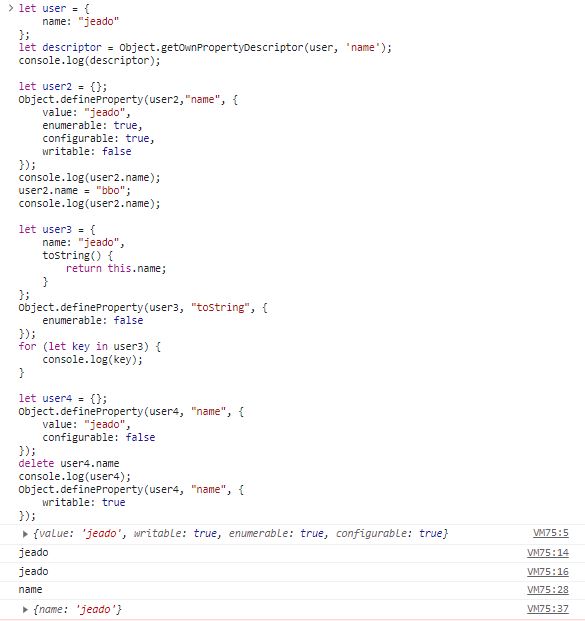 let user = {
    name: "jeado"
};
let descriptor = Object.getOwnPropertyDescriptor(user, 'name');
console.log(descriptor);

let user2 = {};
Object.defineProperty(user2,"name", {
    value: "jeado",
    enumerable: true,
    configurable: true,
    writable: false
});
console.log(user2.name);
user2.name = "bbo";
console.log(user2.name);

let user3 = {
    name: "jeado",
    toString() {
        return this.name;
    }
};
Object.defineProperty(user3, "toString", {
    enumerable: false
});
for (let key in user3) {
    console.log(key);
}

let user4 = {};
Object.defineProperty(user4, "name", {
    value: "jeado",
    configurable: false
});
delete user4.name
console.log(user4);
Object.defineProperty(user4, "name", {
    writable: true
});
{value: 'jeado', writable: true, enumerable: true, configurable: true} VM75:5
jeado VM75:14
jeado VM75:16
name VM75:28
{name: 'jeado'} VM75:37